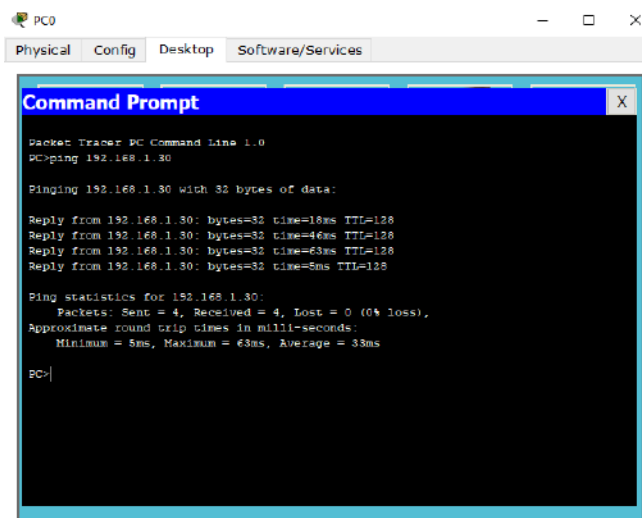 PC0
Physical Config Desktop Software/Services
Command Prompt
X
Packet Tracer PC Command Line 1.0
PC>ping 192.168.1.30
Pinging 192.168.1.30 with 32 bytes of data:
Reply from 192.168.1.30: bytes=32 time=18ms TTL=128
Reply from 192.168.1.30: bytes=32 time=46ms TTL=128
Reply from 192.168.1.30: bytes=32 time=63ms TTL=128
Reply from 192.168.1.30: bytes=32 time=5ms TTL=128
Ping statistics for 192.168.1.30:
Packets: Sent = 4, Received = 4, Lost = 0 (0% loss),
Approximate round trip times in milli-seconds:
Minimum = 5ms, Maximum = 63ms, Average = 33ms
PC>